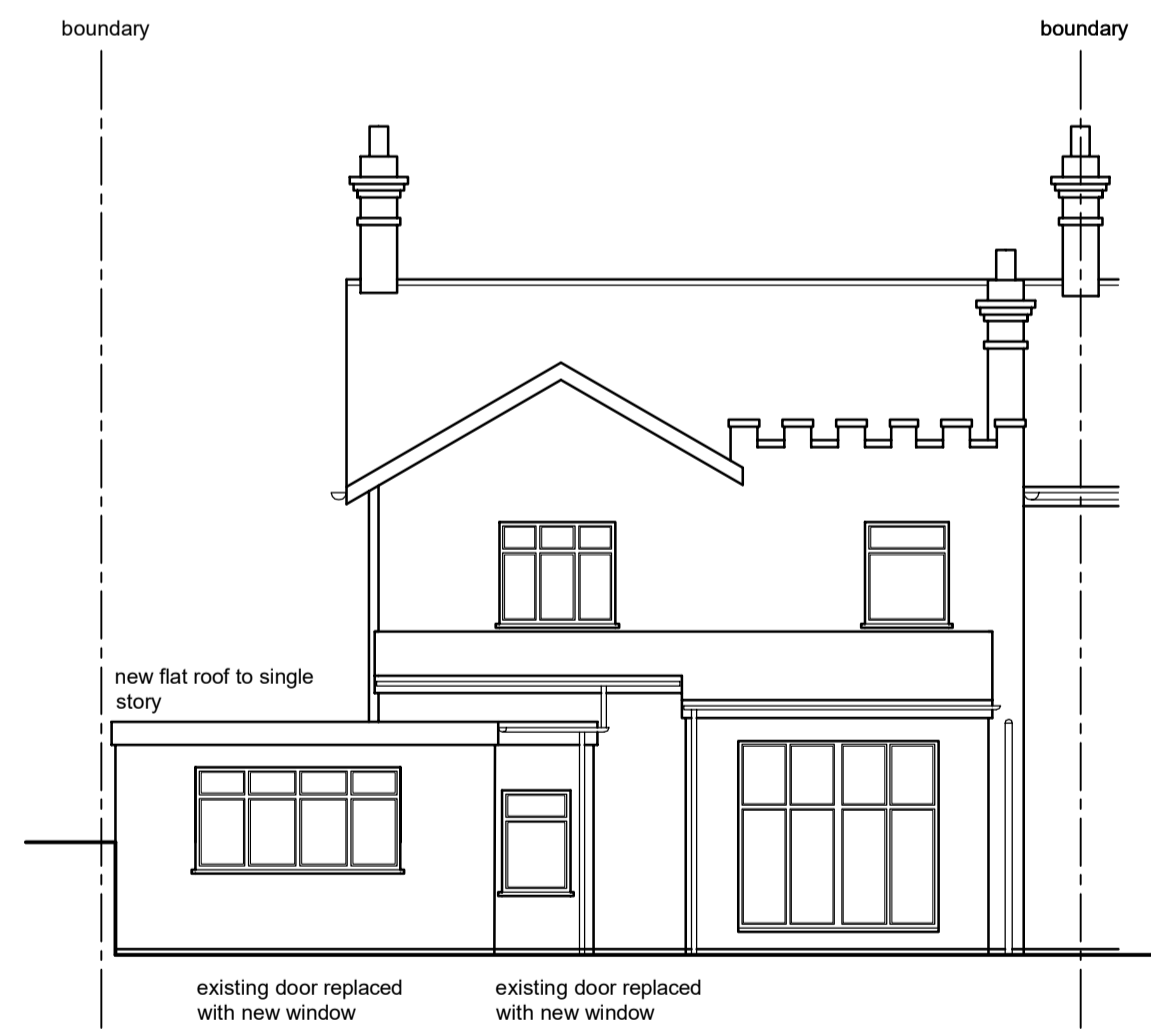 boundary
boundary
new flat roof to single
story
existing door replaced
with new window
existing door replaced
with new window